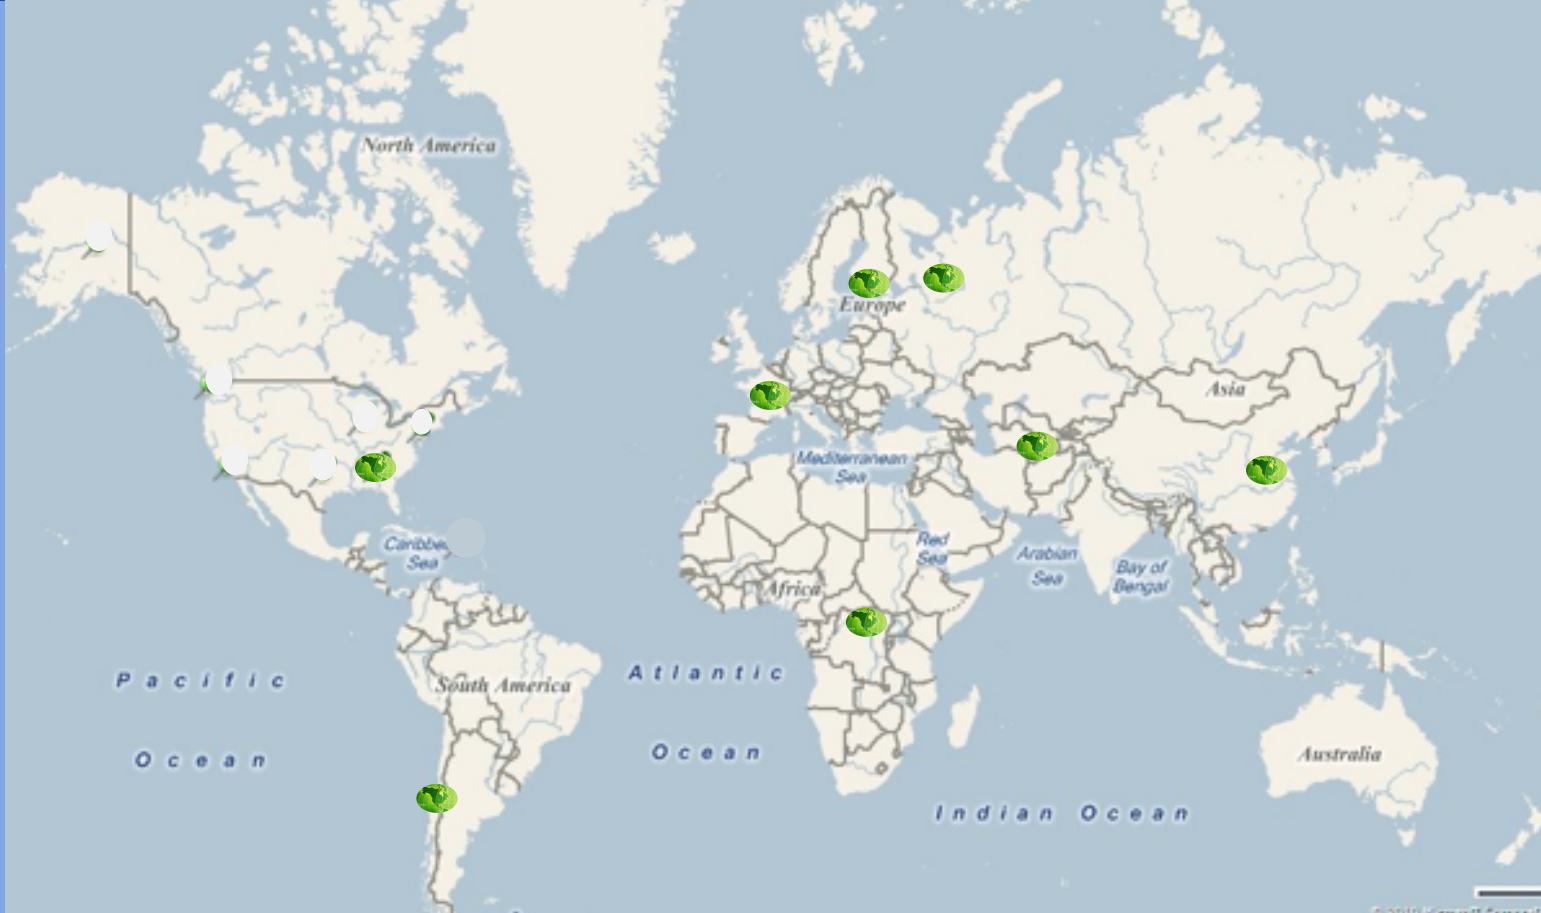 North America
Europe
Asia
Mediterranean
Sea
Caribbe
Sea
Red
Sea
Arabian
Sea
Bay of
Bengal
Africa
Pacific
Ocean
Atlantic
Ocean
South America
Australia
Indian Ocean